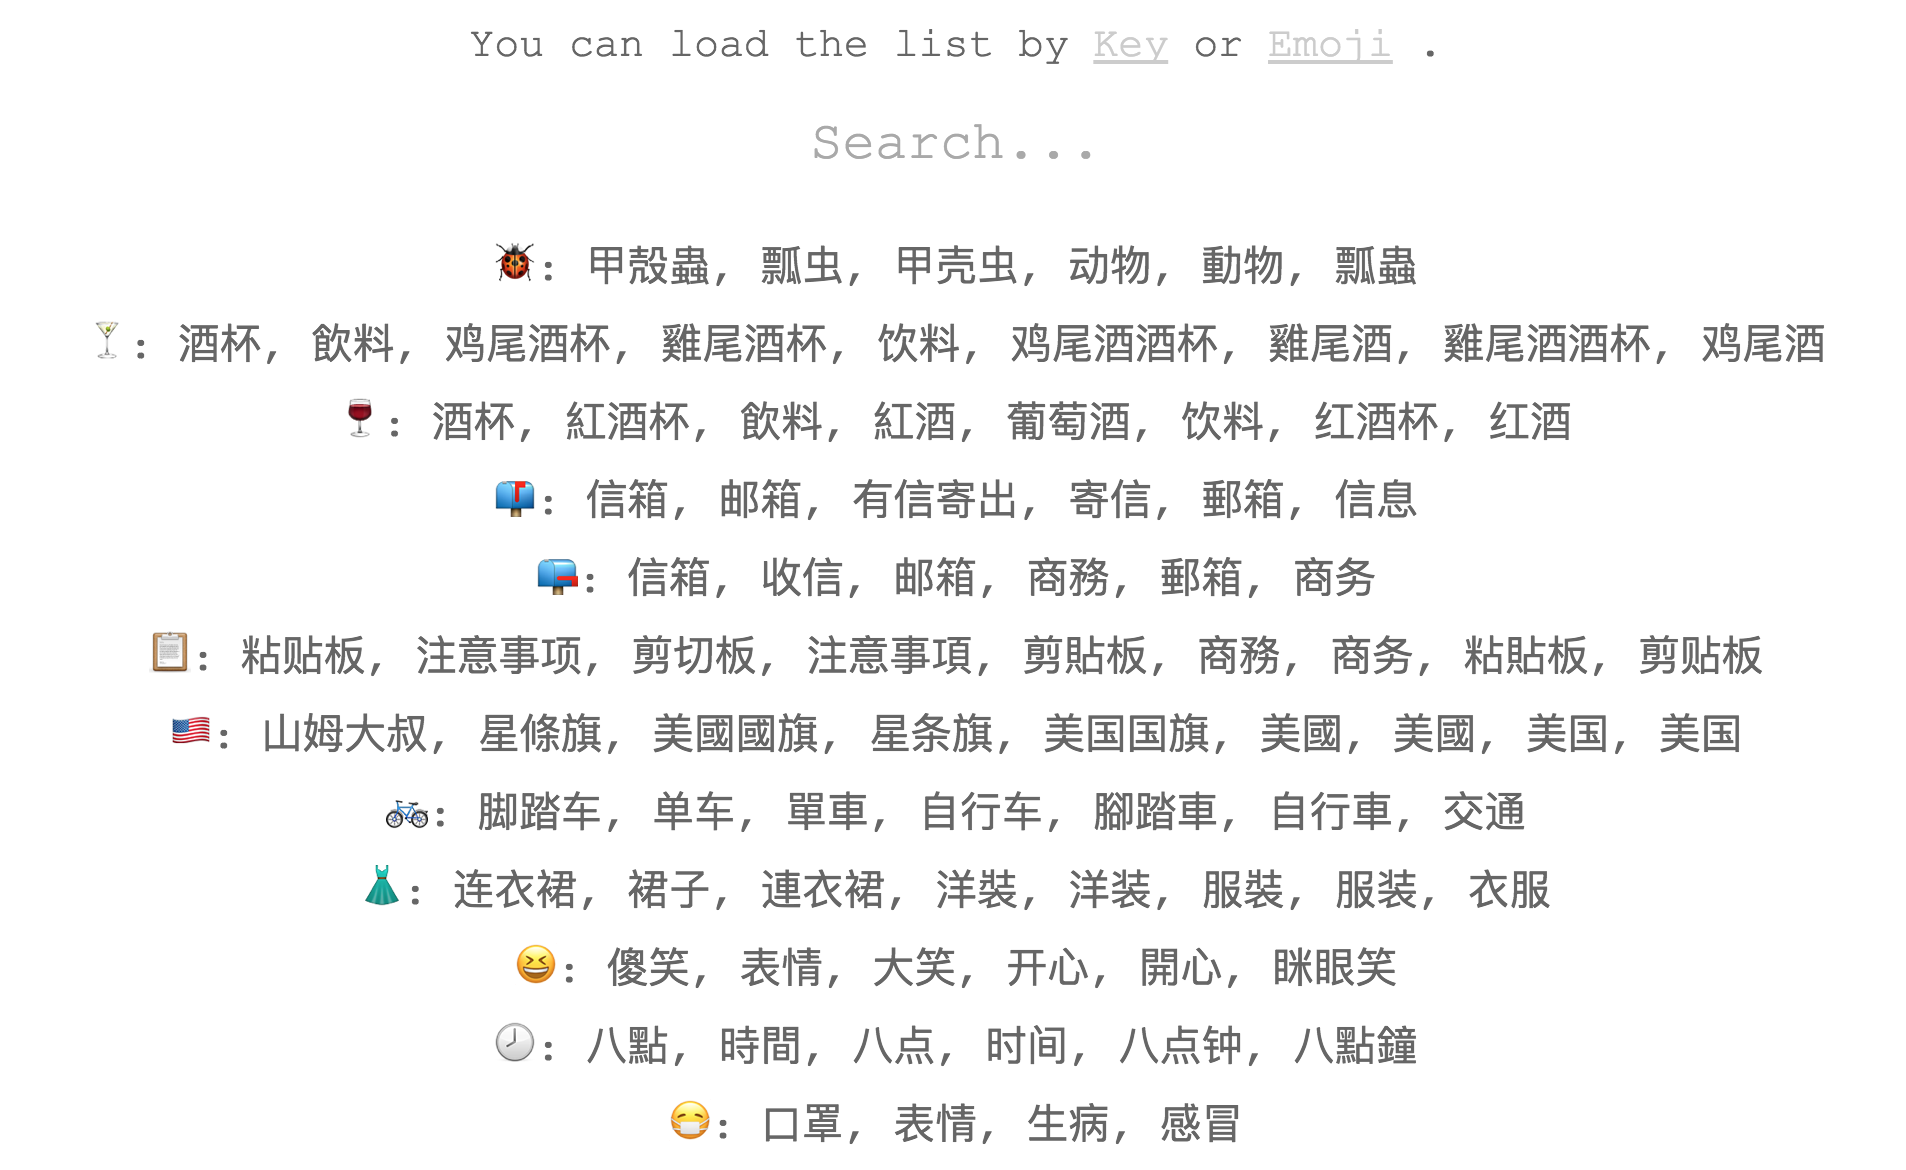 You can load the list by Key or Emoji .
Search...
🐞: 甲殼蟲, 瓢虫, 甲壳虫, 动物, 動物, 瓢蟲
🍸: 酒杯, 飲料, 鸡尾酒杯, 雞尾酒杯, 饮料, 鸡尾酒酒杯, 雞尾酒, 雞尾酒酒杯, 鸡尾酒
🍷: 酒杯, 紅酒杯, 飲料, 紅酒, 葡萄酒, 饮料, 红酒杯, 红酒
📫: 信箱, 邮箱, 有信寄出, 寄信, 郵箱, 信息
📪: 信箱, 收信, 邮箱, 商務, 郵箱, 商务
📋: 粘贴板, 注意事项, 剪切板, 注意事項, 剪貼板, 商務, 商务, 粘貼板, 剪贴板
🇺🇸: 山姆大叔, 星條旗, 美國國旗, 星条旗, 美国国旗, 美國, 美國, 美国, 美国
🚲: 脚踏车, 单车, 單車, 自行车, 腳踏車, 自行車, 交通
👗: 连衣裙, 裙子, 連衣裙, 洋裝, 洋装, 服裝, 服装, 衣服
😆: 傻笑, 表情, 大笑, 开心, 開心, 眯眼笑
🕗: 八點, 時間, 八点, 时间, 八点钟, 八點鐘
😷: 口罩, 表情, 生病, 感冒